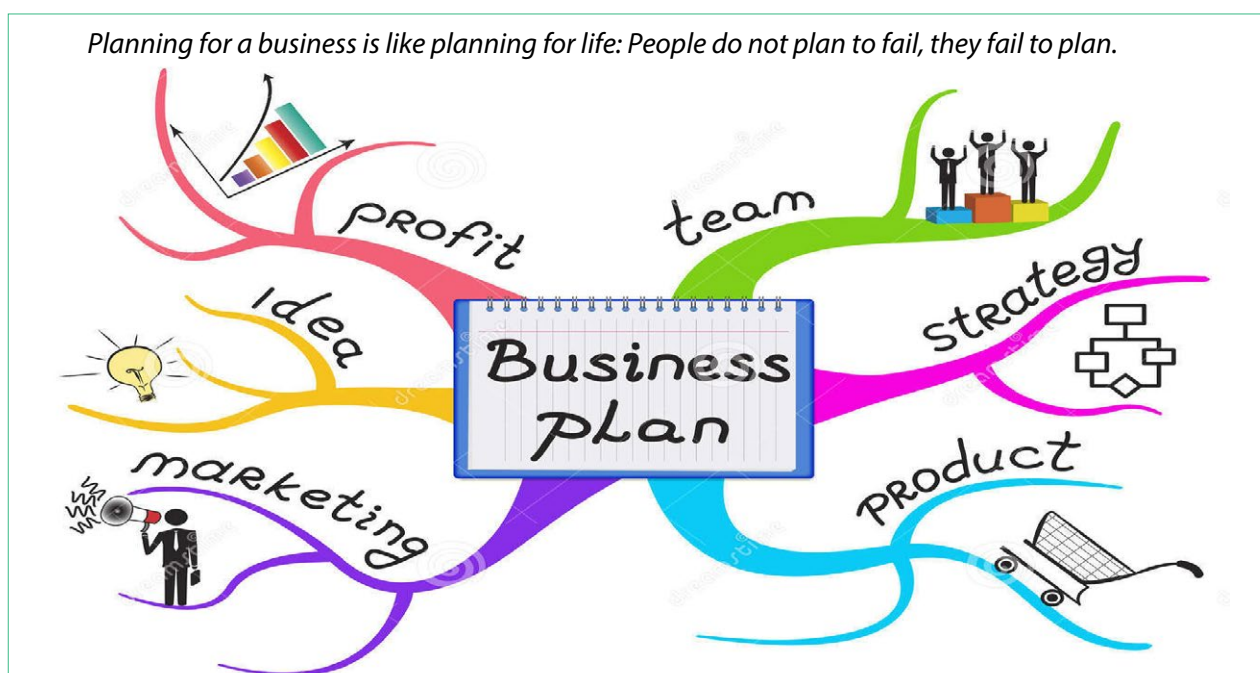 Planning for a business is like planning for life: People do not plan to fail, they fail to plan.
profit
team
idea
strategy
Business
plan
marketing
product
dreamstime